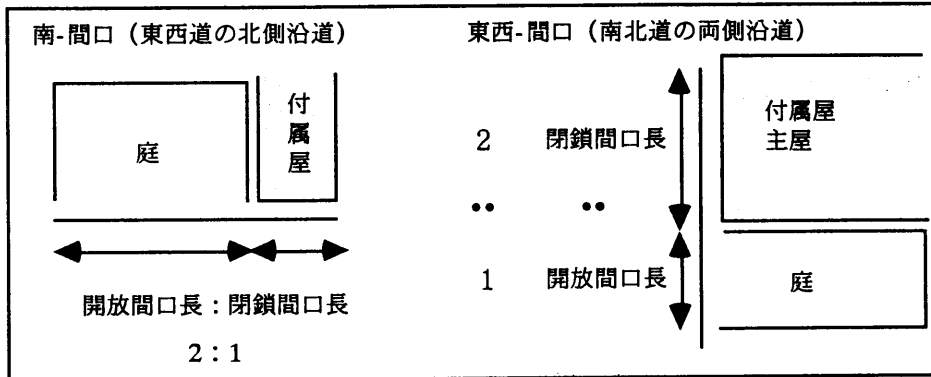 南-間口（東西道の北側沿道）
庭
付
属
屋
開放間口長：閉鎖間口長
2：1
東西-間口（南北道の両側沿道）
2 閉鎖間口長
‥ ‥
1 開放間口長
付属屋
主屋
庭